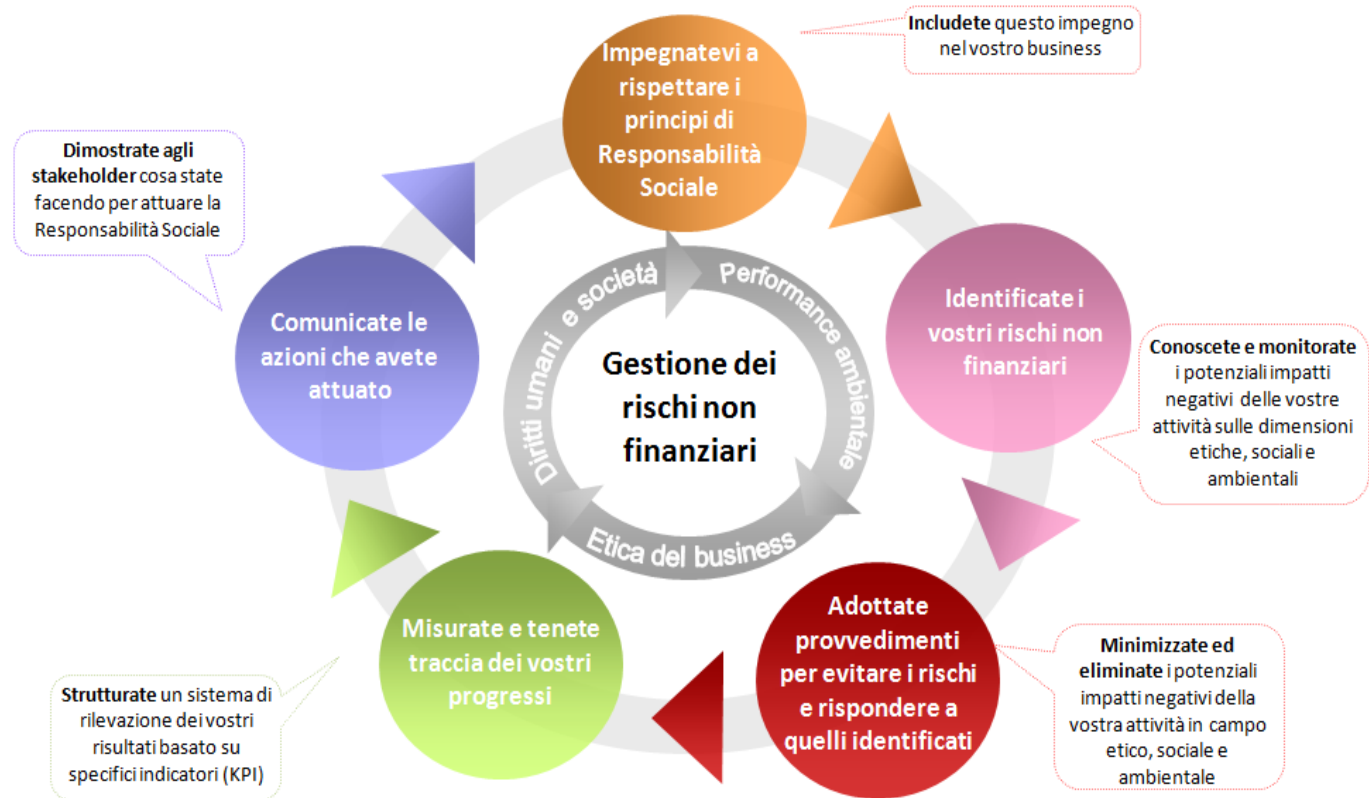 Impegnatevi a
rispettare i
principi di
Responsabilità
Sociale
Includete questo impegno
nel vostro business
Identificate i
vostri rischi non
finanziari
Conoscete e monitorate
i potenziali impatti
negativi delle vostre
attività sulle dimensioni
etiche, sociali e
ambientali
Adottate
provvedimenti
per evitare i rischi
e rispondere a
quelli identificati
Minimizzate ed
eliminate i potenziali
impatti negativi della
vostra attività in campo
etico, sociale e
ambientale
Misurate e tenete
traccia dei vostri
progressi
Strutturate un sistema di
rilevazione dei vostri
risultati basato su
specifici indicatori (KPI)
Comunicate le
azioni che avete
attuato
Dimostrate agli
stakeholder cosa state
facendo per attuare la
Responsabilità Sociale
Diritti umani e società
Performance ambientale
Etica del business
Gestione dei
rischi non
finanziari